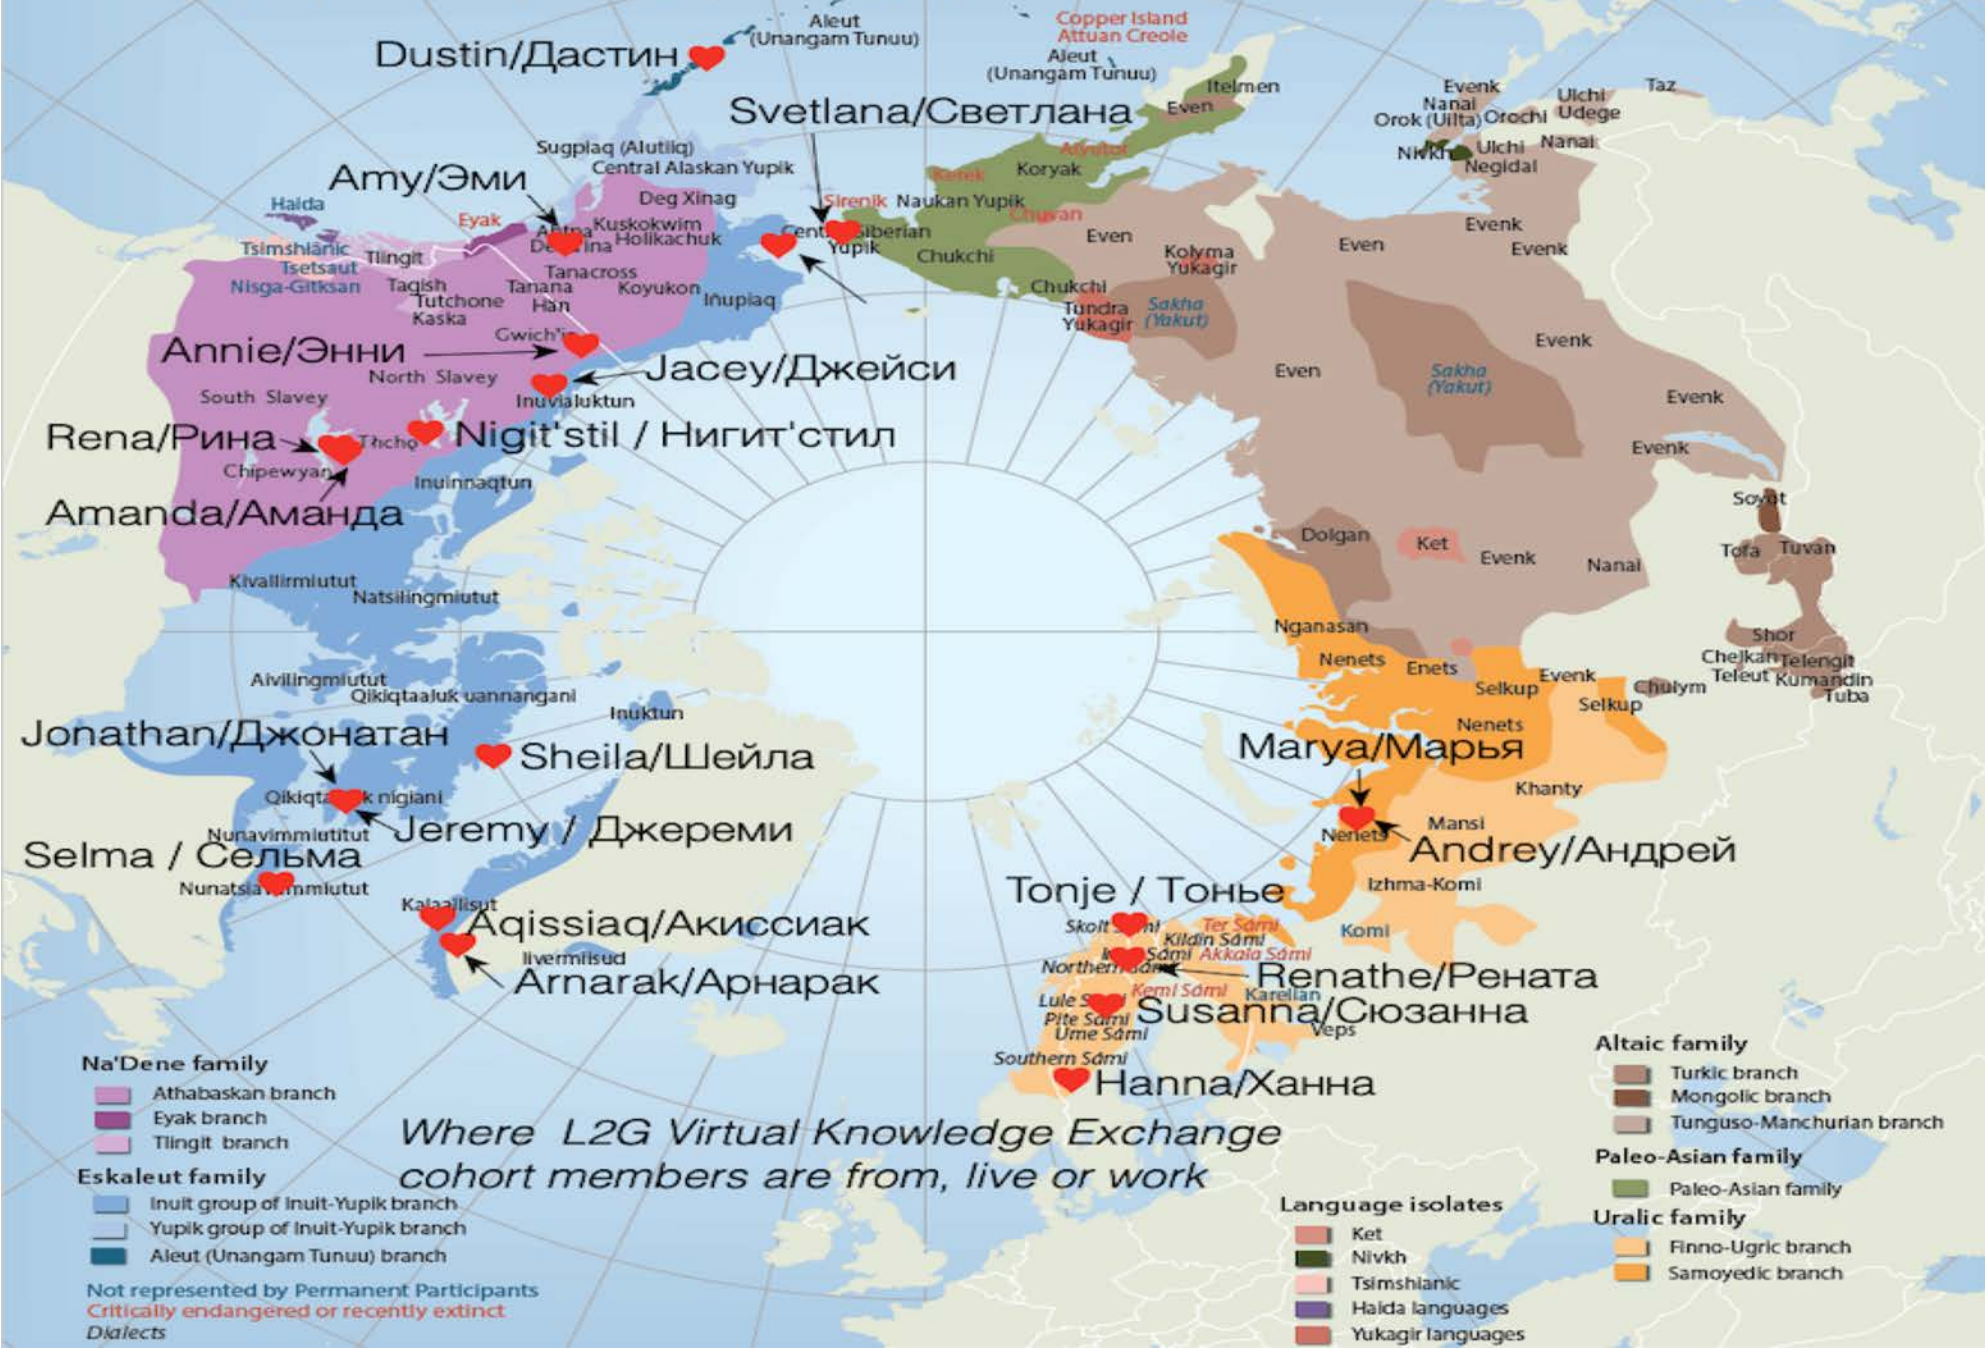 Aleut
(Unangam Tunuu)
Copper Island
Attuan Creole
Aleut
(Unangam Tunuu)
Dustin/Дастин
Svetlana/Светлана
Itelmen
Even
Evenk
Nanai
Orok (Uilta)
Orochi
Ulchi
Udege
Taz
Nivkh
Ulchi
Nanai
Negidal
Sugpiaq (Alutiiq)
Central Alaskan Yupik
Amy/Эми
Alyutor
Koryak
Kerek
Deg Xinag
Haida
Eyak
Sirenik
Naukan Yupik
Chuvan
Ahtna
Kuskokwim
Holikachuk
Siberian
Yupik
Chukchi
Even
Kolyma
Yukagir
Even
Evenk
Evenk
Tsimshianic
Tsetsaut
Nisga-Gitksan
Tlingit
Tagish
Tutchone
Kaska
Tanacross
Tanana
Han
Koyukon
Iñupiaq
Chukchi
Tundra
Yukagir
Sakha
(Yakut)
Gwich'in
Annie/Энни
North Slavey
Jacey/Джейси
Even
Sakha
(Yakut)
Evenk
Evenk
Evenk
South Slavey
Inuvialuktun
Rena/Рина
Tłıchǫ
Nigit'stil / Нигит'стил
Chipewyan
Inuinnaqtun
Amanda/Аманда
Soyot
Tofa
Tuvan
Dolgan
Ket
Evenk
Nanai
Kivallirmiutut
Natsilingmiutut
Nganasan
Nenets
Enets
Selkup
Evenk
Selkup
Chulym
Shor
Chelkan
Telengit
Teleut
Kumandin
Tuba
Aivilingmiutut
Qikiqtaaluk uannangani
Inuktun
Nenets
Jonathan/Джонатан
Sheila/Шейла
Marya/Марья
Khanty
Qikiqtaaluk nigiani
Nunavimmiutitut
Jeremy / Джереми
Nenets
Mansi
Andrey/Андрей
Selma / Сельма
Nunatsiavummiutut
Izhma-Komi
Tonje / Тонье
Kalaallisut
Aqissiaq/Акиссиак
Iivermiisud
Arnarak/Арнарак
Skolt Sámi
Ter Sámi
Kildin Sámi
Komi
Sámi
Akkala Sámi
Northern Sámi
Renathe/Рената
Kemi Sámi
Karelian
Lule Sámi
Susanna/Сюзанна
Pite Sámi
Ume Sámi
Veps
Southern Sámi
Hanna/Ханна
Where L2G Virtual Knowledge Exchange
cohort members are from, live or work
Na'Dene family
Athabaskan branch
Eyak branch
Tlingit branch
Eskaleut family
Inuit group of Inuit-Yupik branch
Yupik group of Inuit-Yupik branch
Aleut (Unangam Tunuu) branch
Not represented by Permanent Participants
Critically endangered or recently extinct
Dialects
Language isolates
Ket
Nivkh
Tsimshianic
Haida languages
Yukagir languages
Altaic family
Turkic branch
Mongolic branch
Tunguso-Manchurian branch
Paleo-Asian family
Paleo-Asian family
Uralic family
Finno-Ugric branch
Samoyedic branch